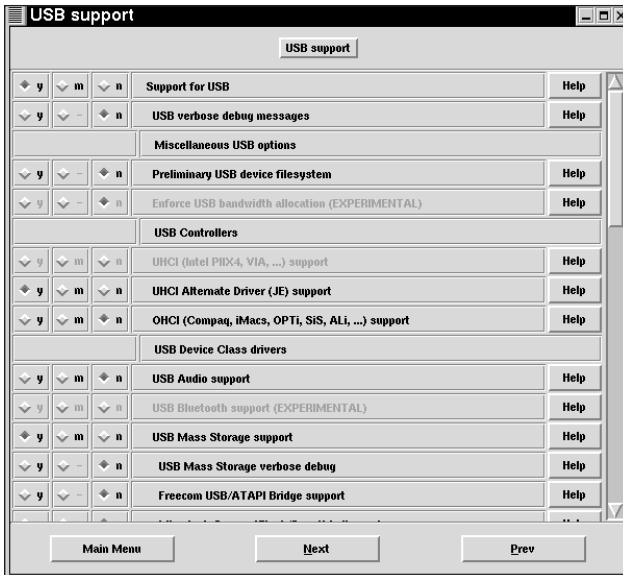 USB support
USB support
y m n Support for USB Help
y - n USB verbose debug messages Help
Miscellaneous USB options
y - n Preliminary USB device filesystem Help
y - n Enforce USB bandwidth allocation (EXPERIMENTAL) Help
USB Controllers
y m n UHCI (Intel PIIX4, VIA, ...) support Help
y m n UHCI Alternate Driver (JE) support Help
y m n OHCI (Compaq, iMacs, OPTi, SiS, ALi, ...) support Help
USB Device Class drivers
y m n USB Audio support Help
y m n USB Bluetooth support (EXPERIMENTAL) Help
y m n USB Mass Storage support Help
y - n USB Mass Storage verbose debug Help
y - n Freecom USB/ATAPI Bridge support Help
Main Menu Next Prev